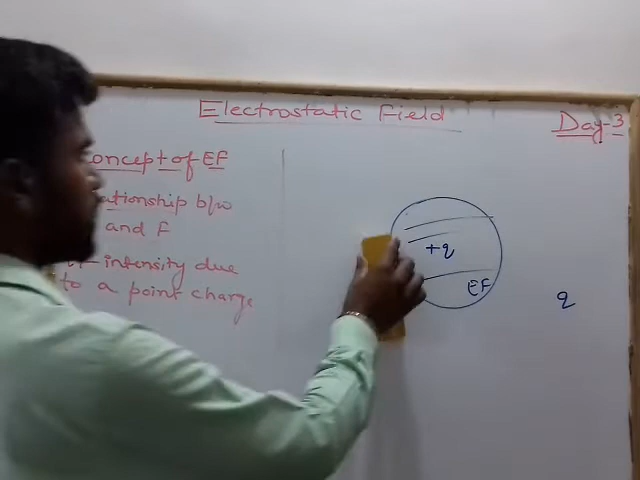 Electrostatic Field
Day-3
oncept of EF
ationship b/w
and F
intensity due
to a point charge
+q
EF
q